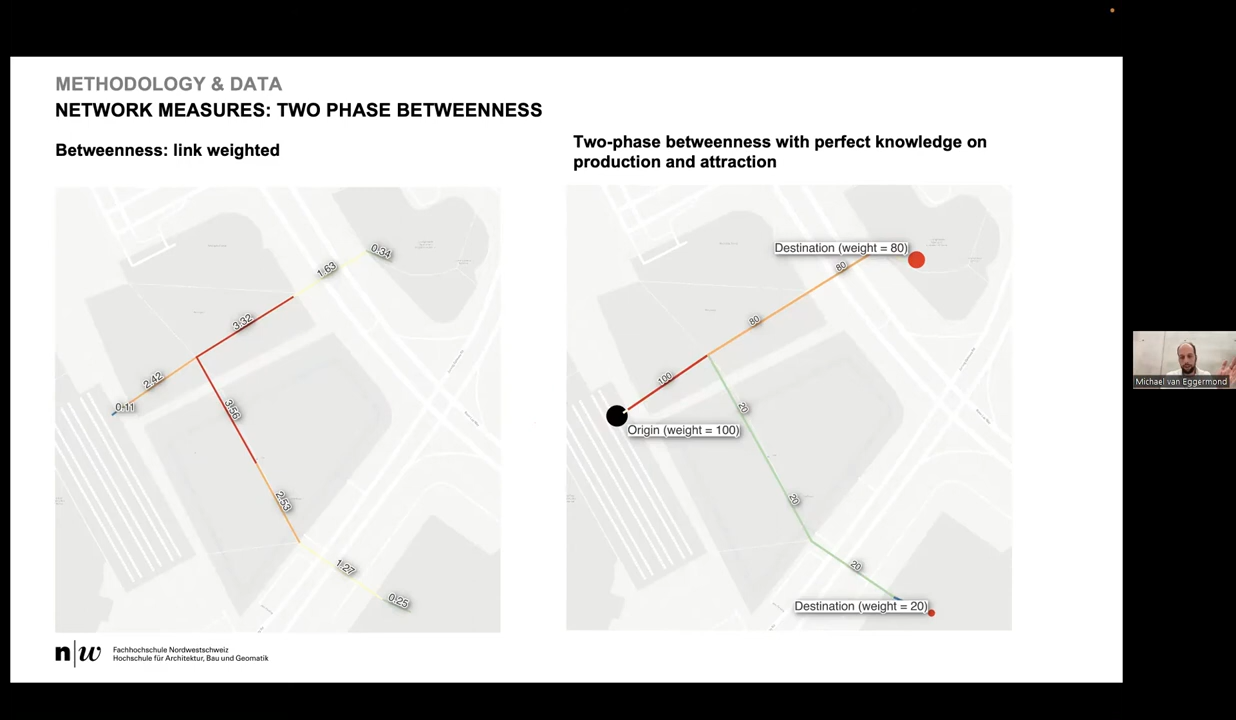 METHODOLOGY & DATA
NETWORK MEASURES: TWO PHASE BETWEENNESS
Betweenness: link weighted
0.34
1.63
3.32
2.42
0.11
3.56
2.53
1.27
0.25
Two-phase betweenness with perfect knowledge on
production and attraction
Destination (weight = 80)
80
80
100
20
Origin (weight = 100)
20
20
Destination (weight = 20)
n|w
Fachhochschule Nordwestschweiz
Hochschule für Architektur, Bau und Geomatik
Michael van Eggermond